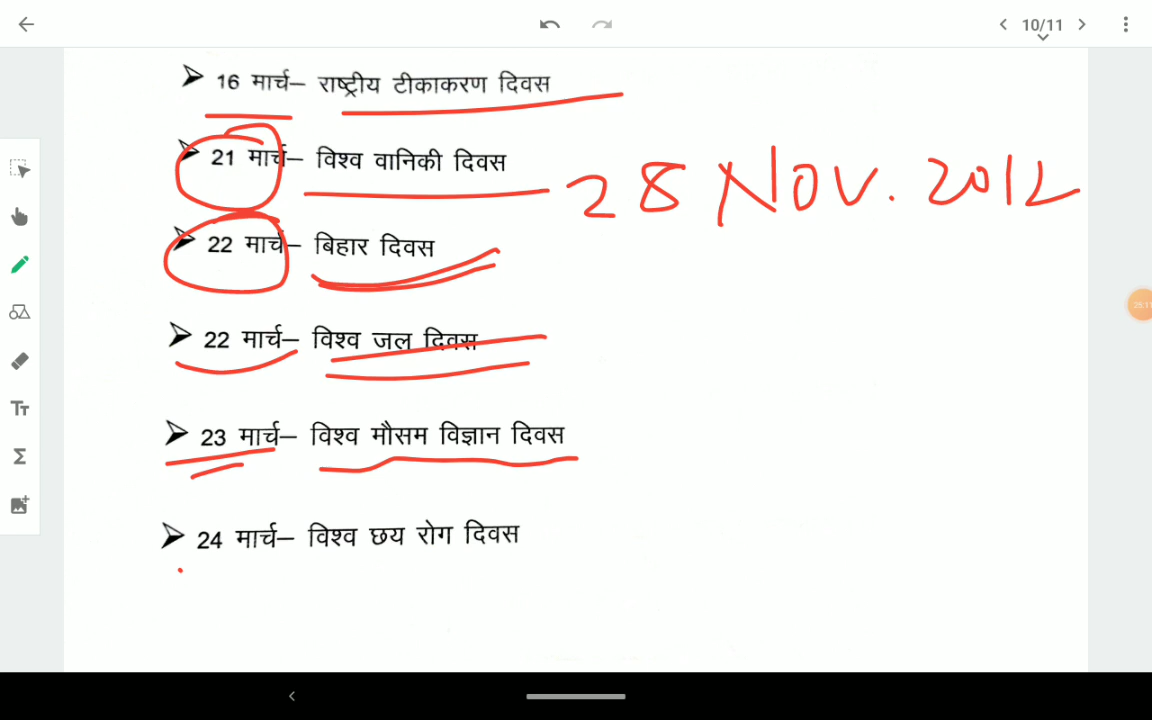 10/11
16 मार्च– राष्ट्रीय टीकाकरण दिवस
21 मार्च– विश्व वानिकी दिवस
28 Nov. 2012
22 मार्च– बिहार दिवस
22 मार्च– विश्व जल दिवस
23 मार्च– विश्व मौसम विज्ञान दिवस
24 मार्च– विश्व छय रोग दिवस
Tт
Σ